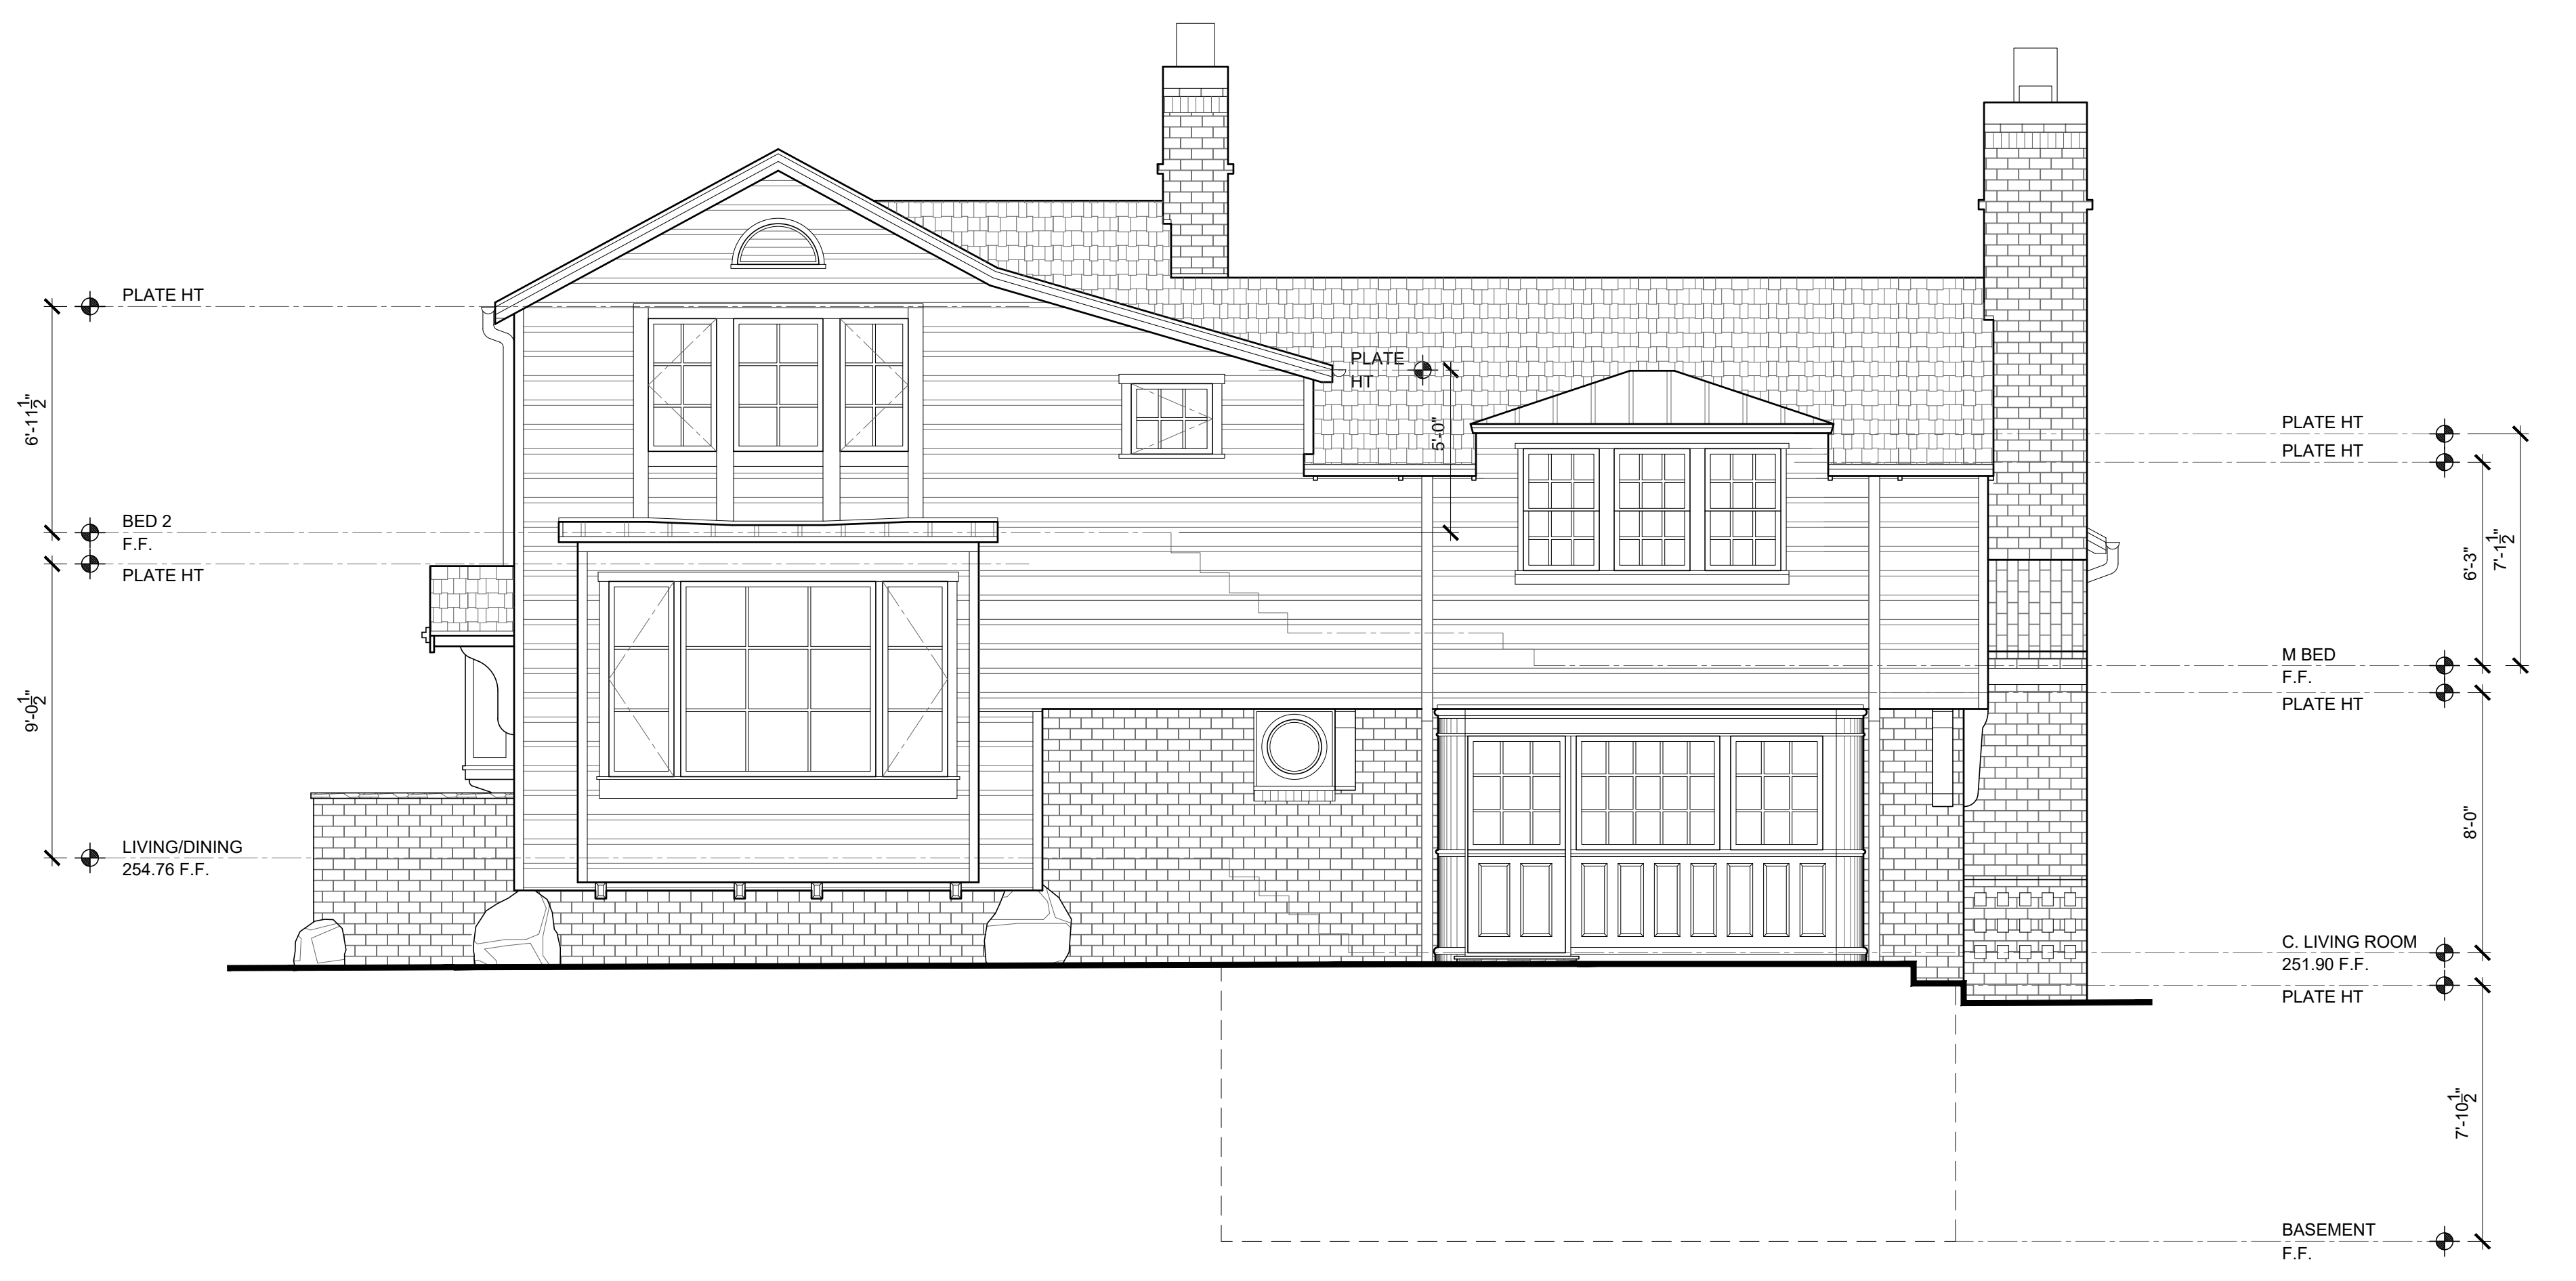 PLATE HT
6'-11 1/2"
BED 2
F.F.
PLATE HT
9'-0 1/2"
LIVING/DINING
254.76 F.F.
PLATE
HT
5'-0"
PLATE HT
PLATE HT
7'-1 1/2"
6'-3"
M BED
F.F.
PLATE HT
8'-0"
C. LIVING ROOM
251.90 F.F.
PLATE HT
7'-10 1/2"
BASEMENT
F.F.